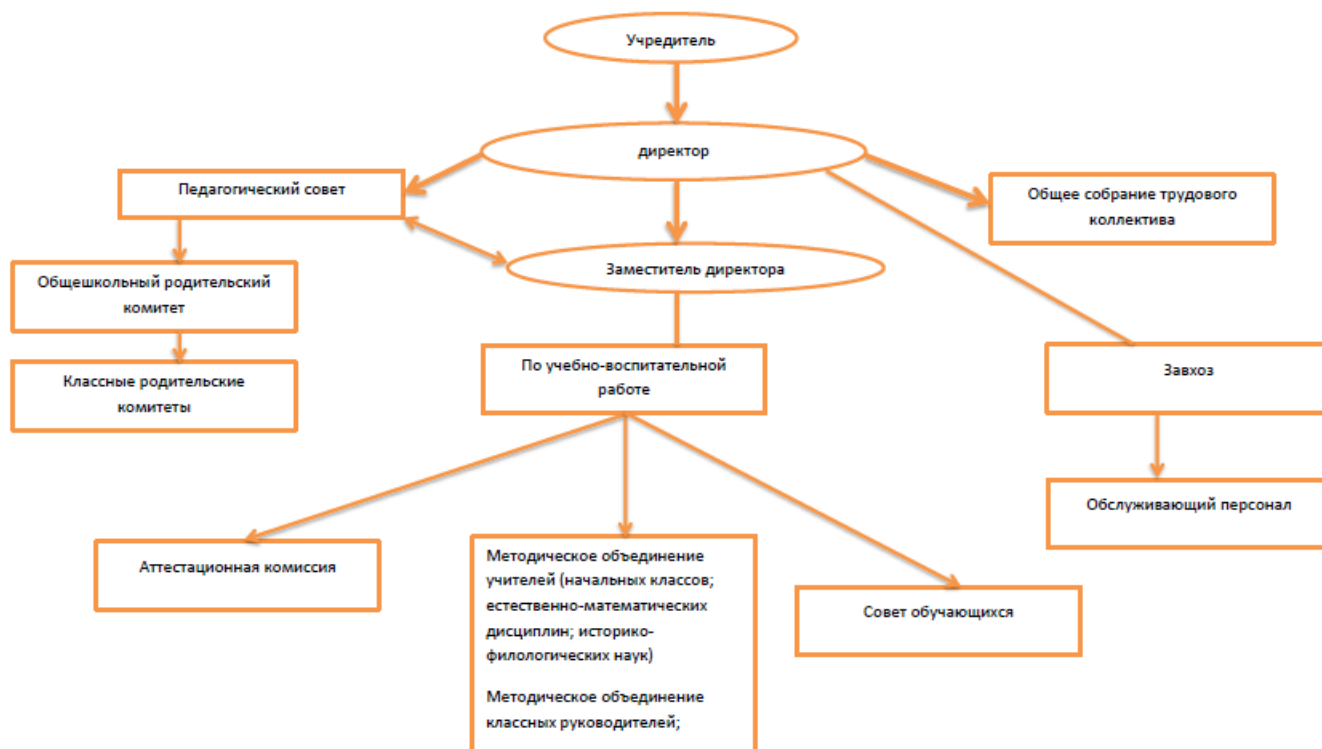 Учредитель
директор
Педагогический совет
Общее собрание трудового
коллектива
Заместитель директора
Общешкольный родительский
комитет
Классные родительские
комитеты
По учебно-воспитательной
работе
Завхоз
Обслуживающий персонал
Аттестационная комиссия
Методическое объединение
учителей (начальных классов;
естественно-математических
дисциплин; историко-
филологических наук)
Методическое объединение
классных руководителей;
Совет обучающихся